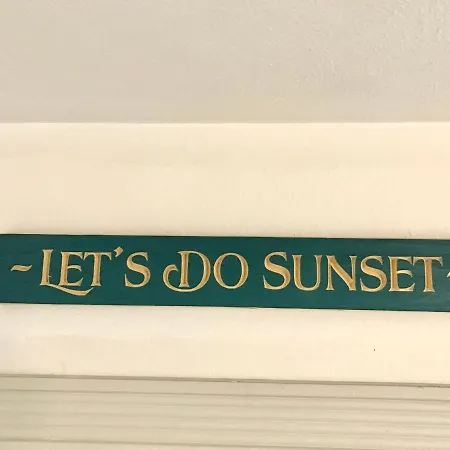 ~ LET'S DO SUNSET ~